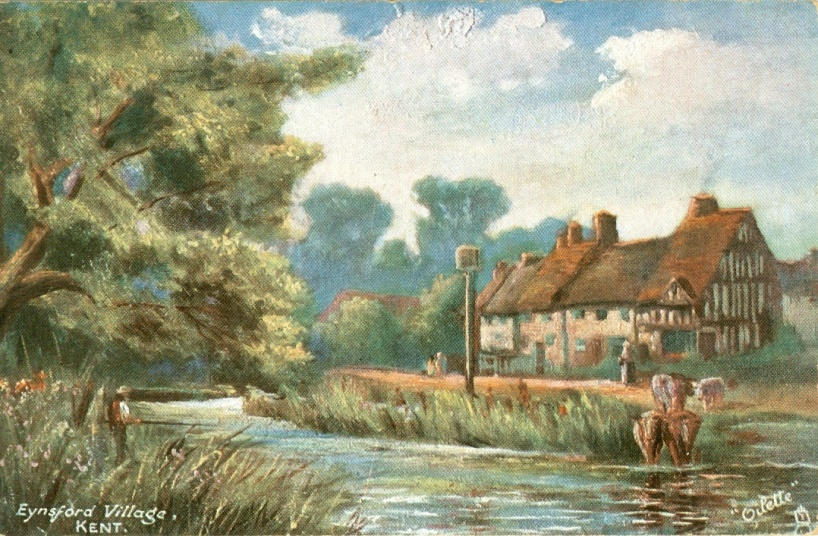 Eynsford Village,
KENT.
"Oilette"